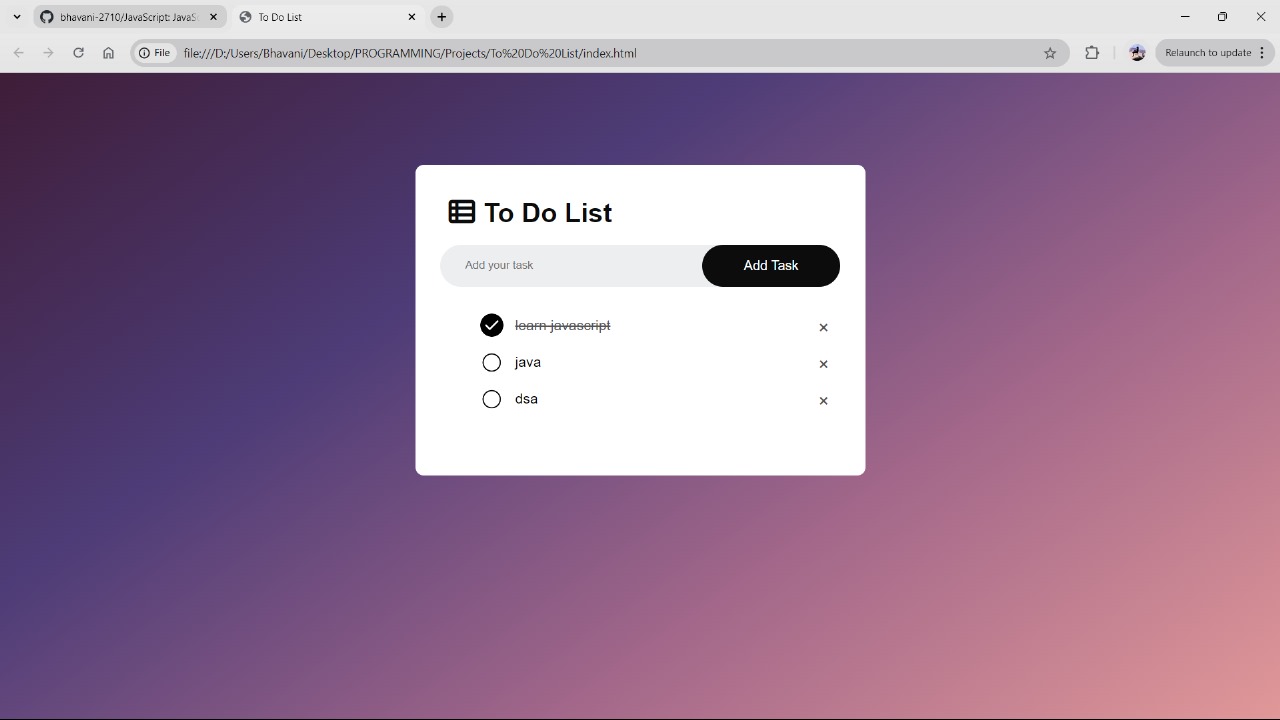 bhavani-2710/JavaScript: JavaS
To Do List
File
file:///D:/Users/Bhavani/Desktop/PROGRAMMING/Projects/To%20Do%20List/index.html
Relaunch to update
To Do List
Add your task
Add Task
learn javascript
java
dsa